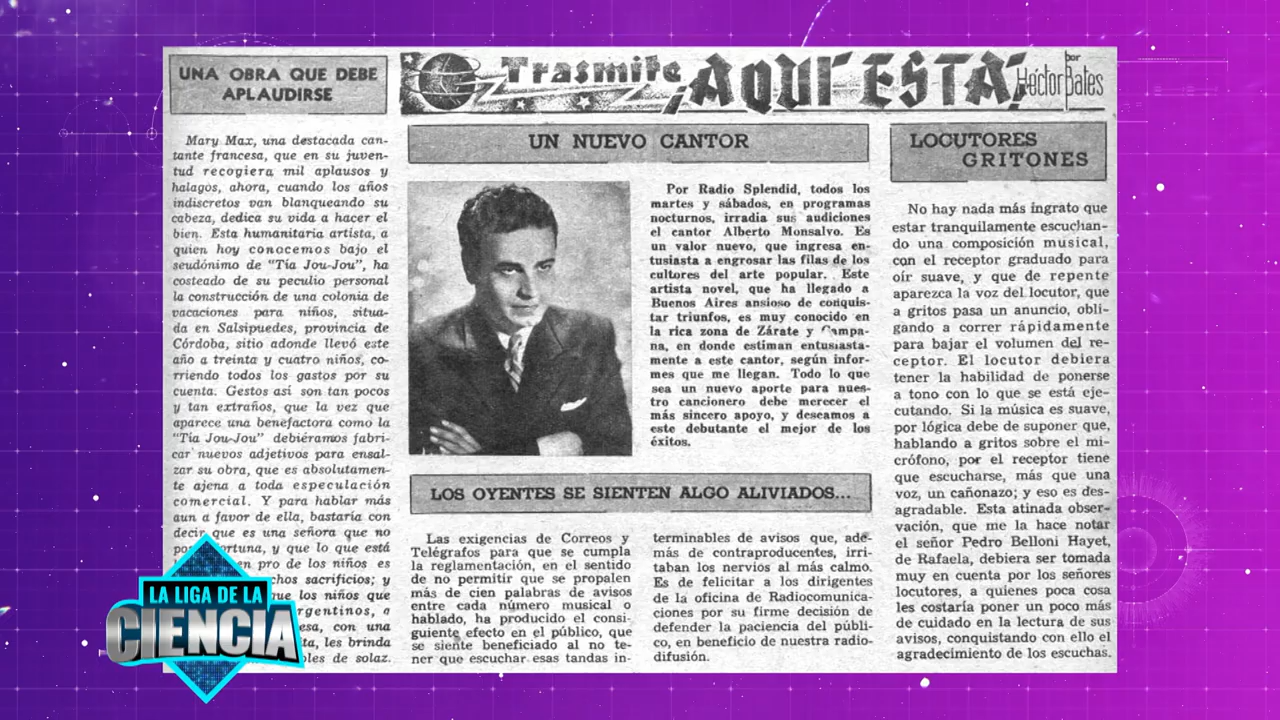 UNA OBRA QUE DEBE
APLAUDIRSE
Mary Max, una destacada can-
tante francesa, que en su juven-
tud recogiera mil aplausos y
halagos, ahora, cuando los años
indiscretos van blanqueando su
cabeza, dedica su vida a hacer el
bien. Esta humanitaria artista, a
quien hoy conocemos bajo el
seudónimo de "Tía Jou-Jou", ha
costeado de su peculio personal
la construcción de una colonia de
vacaciones para niños, situa-
da en Salsipuedes, provincia de
Córdoba, sitio adonde llevó este
año a treinta y cuatro niños, co-
rriendo todos los gastos por su
cuenta. Gestos así son tan pocos
y tan extraños, que la vez que
aparece una benefactora como la
"Tía Jou-Jou" debiéramos fabri-
car nuevos adjetivos para ensal-
zar su obra, que es absolutamen-
te ajena a toda especulación
comercial. Y para hablar más
aun a favor de ella, bastaría con
decir que es una señora que no
fortuna, y que lo que está
en pro de los niños es
chos sacrificios; y
que los niños que
argentinos, a
esa, con una
ta, les brinda
bles de solaz.
Trasmite ¡AQUI ESTA! por
Héctor Bates
UN NUEVO CANTOR
Por Radio Splendid, todos los
martes y sábados, en programas
nocturnos, irradia sus audiciones
el cantor Alberto Monsalvo. Es
un valor nuevo, que ingresa en-
tusiasta a engrosar las filas de los
cultores del arte popular. Este
artista novel, que ha llegado a
Buenos Aires ansioso de conquis-
tar triunfos, es muy conocido en
la rica zona de Zárate y Campa-
na, en donde estiman entusiasta-
mente a este cantor, según infor-
mes que me llegan. Todo lo que
sea un nuevo aporte para nues-
tro cancionero debe merecer el
más sincero apoyo, y deseamos a
este debutante el mejor de los
éxitos.
LOS OYENTES SE SIENTEN ALGO ALIVIADOS...
Las exigencias de Correos y
Telégrafos para que se cumpla
la reglamentación, en el sentido
de no permitir que se propalen
más de cien palabras de avisos
entre cada número musical o
hablado, ha producido el consi-
guiente efecto en el público, que
se siente beneficiado al no te-
ner que escuchar esas tandas in-
terminables de avisos que, ade-
más de contraproducentes, irri-
taban los nervios al más calmo.
Es de felicitar a los dirigentes
de la oficina de Radiocomunica-
ciones por su firme decisión de
defender la paciencia del públi-
co, en beneficio de nuestra radio-
difusión.
LOCUTORES
GRITONES
No hay nada más ingrato que
estar tranquilamente escuchan-
do una composición musical,
con el receptor graduado para
oír suave, y que de repente
aparezca la voz del locutor, que
a gritos pasa un anuncio, obli-
gando a correr rápidamente
para bajar el volumen del re-
ceptor. El locutor debiera
tener la habilidad de ponerse
a tono con lo que se está eje-
cutando. Si la música es suave,
por lógica debe de suponer que,
hablando a gritos sobre el mi-
crófono, por el receptor tiene
que escucharse, más que una
voz, un cañonazo; y eso es des-
agradable. Esta atinada obser-
vación, que me la hace notar
el señor Pedro Belloni Hayet,
de Rafaela, debiera ser tomada
muy en cuenta por los señores
locutores, a quienes poca cosa
les costaría poner un poco más
de cuidado en la lectura de sus
avisos, conquistando con ello el
agradecimiento de los escuchas.
LA LIGA DE LA
CIENCIA